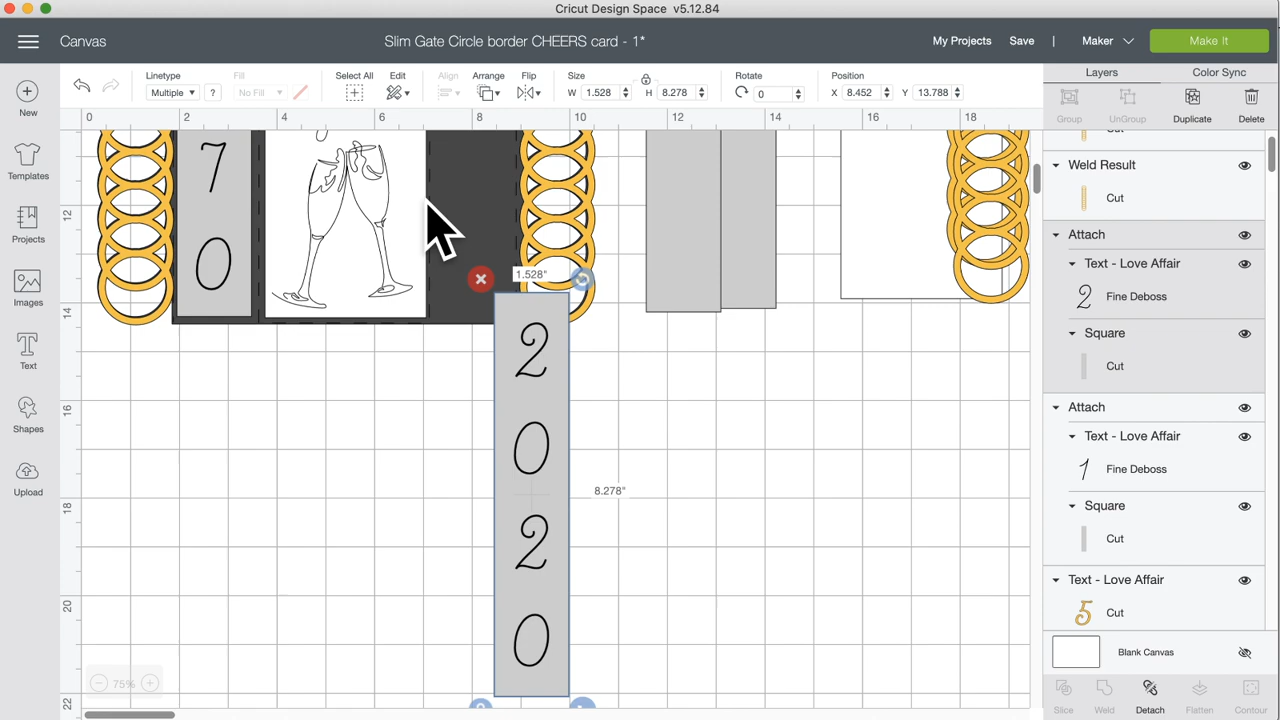 Cricut Design Space v5.12.84
Canvas
Slim Gate Circle border CHEERS card - 1*
My Projects
Save
|
Maker
Make It
New
Templates
Projects
Images
Text
Shapes
Upload
Linetype
Multiple
?
Fill
No Fill
Select All
Edit
Align
Arrange
Flip
Size
W 1.528
H 8.278
Rotate
0
Position
X 8.452
Y 13.788
0 2 4 6 8 10 12 14 16 18
12
14
16
18
20
22
7
0
1.528"
8.278"
2
0
2
0
75%
Layers
Color Sync
Group
UnGroup
Duplicate
Delete
Weld Result
Cut
Attach
Text - Love Affair
2 Fine Deboss
Square
Cut
Attach
Text - Love Affair
1 Fine Deboss
Square
Cut
Text - Love Affair
5 Cut
Blank Canvas
Slice
Weld
Detach
Flatten
Contour